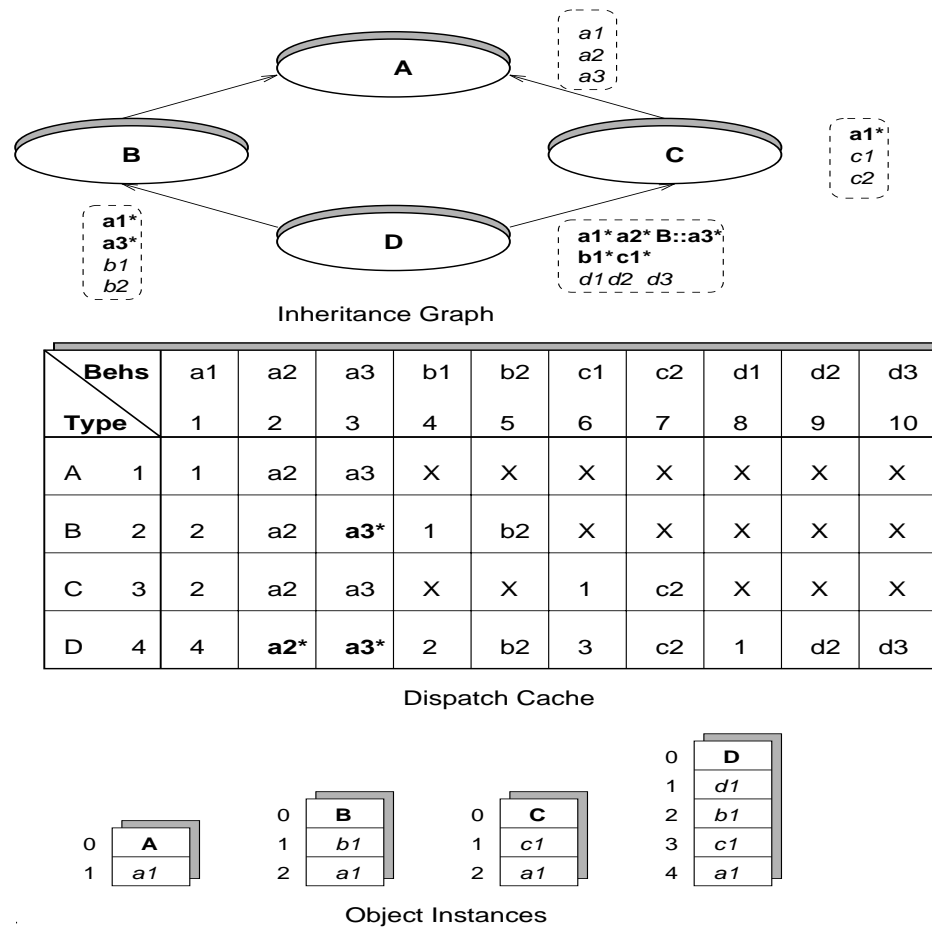 a1
a2
a3
A
B
C
a1*
c1
c2
a1*
a3*
b1
b2
D
a1* a2* B::a3*
b1* c1*
d1 d2 d3
Inheritance Graph
Behs a1 a2 a3 b1 b2 c1 c2 d1 d2 d3
Type 1 2 3 4 5 6 7 8 9 10
A 1 1 a2 a3 X X X X X X X
B 2 2 a2 a3* 1 b2 X X X X X
C 3 2 a2 a3 X X 1 c2 X X X
D 4 4 a2* a3* 2 b2 3 c2 1 d2 d3
Dispatch Cache
0 A
1 a1
0 B
1 b1
2 a1
0 C
1 c1
2 a1
0 D
1 d1
2 b1
3 c1
4 a1
Object Instances